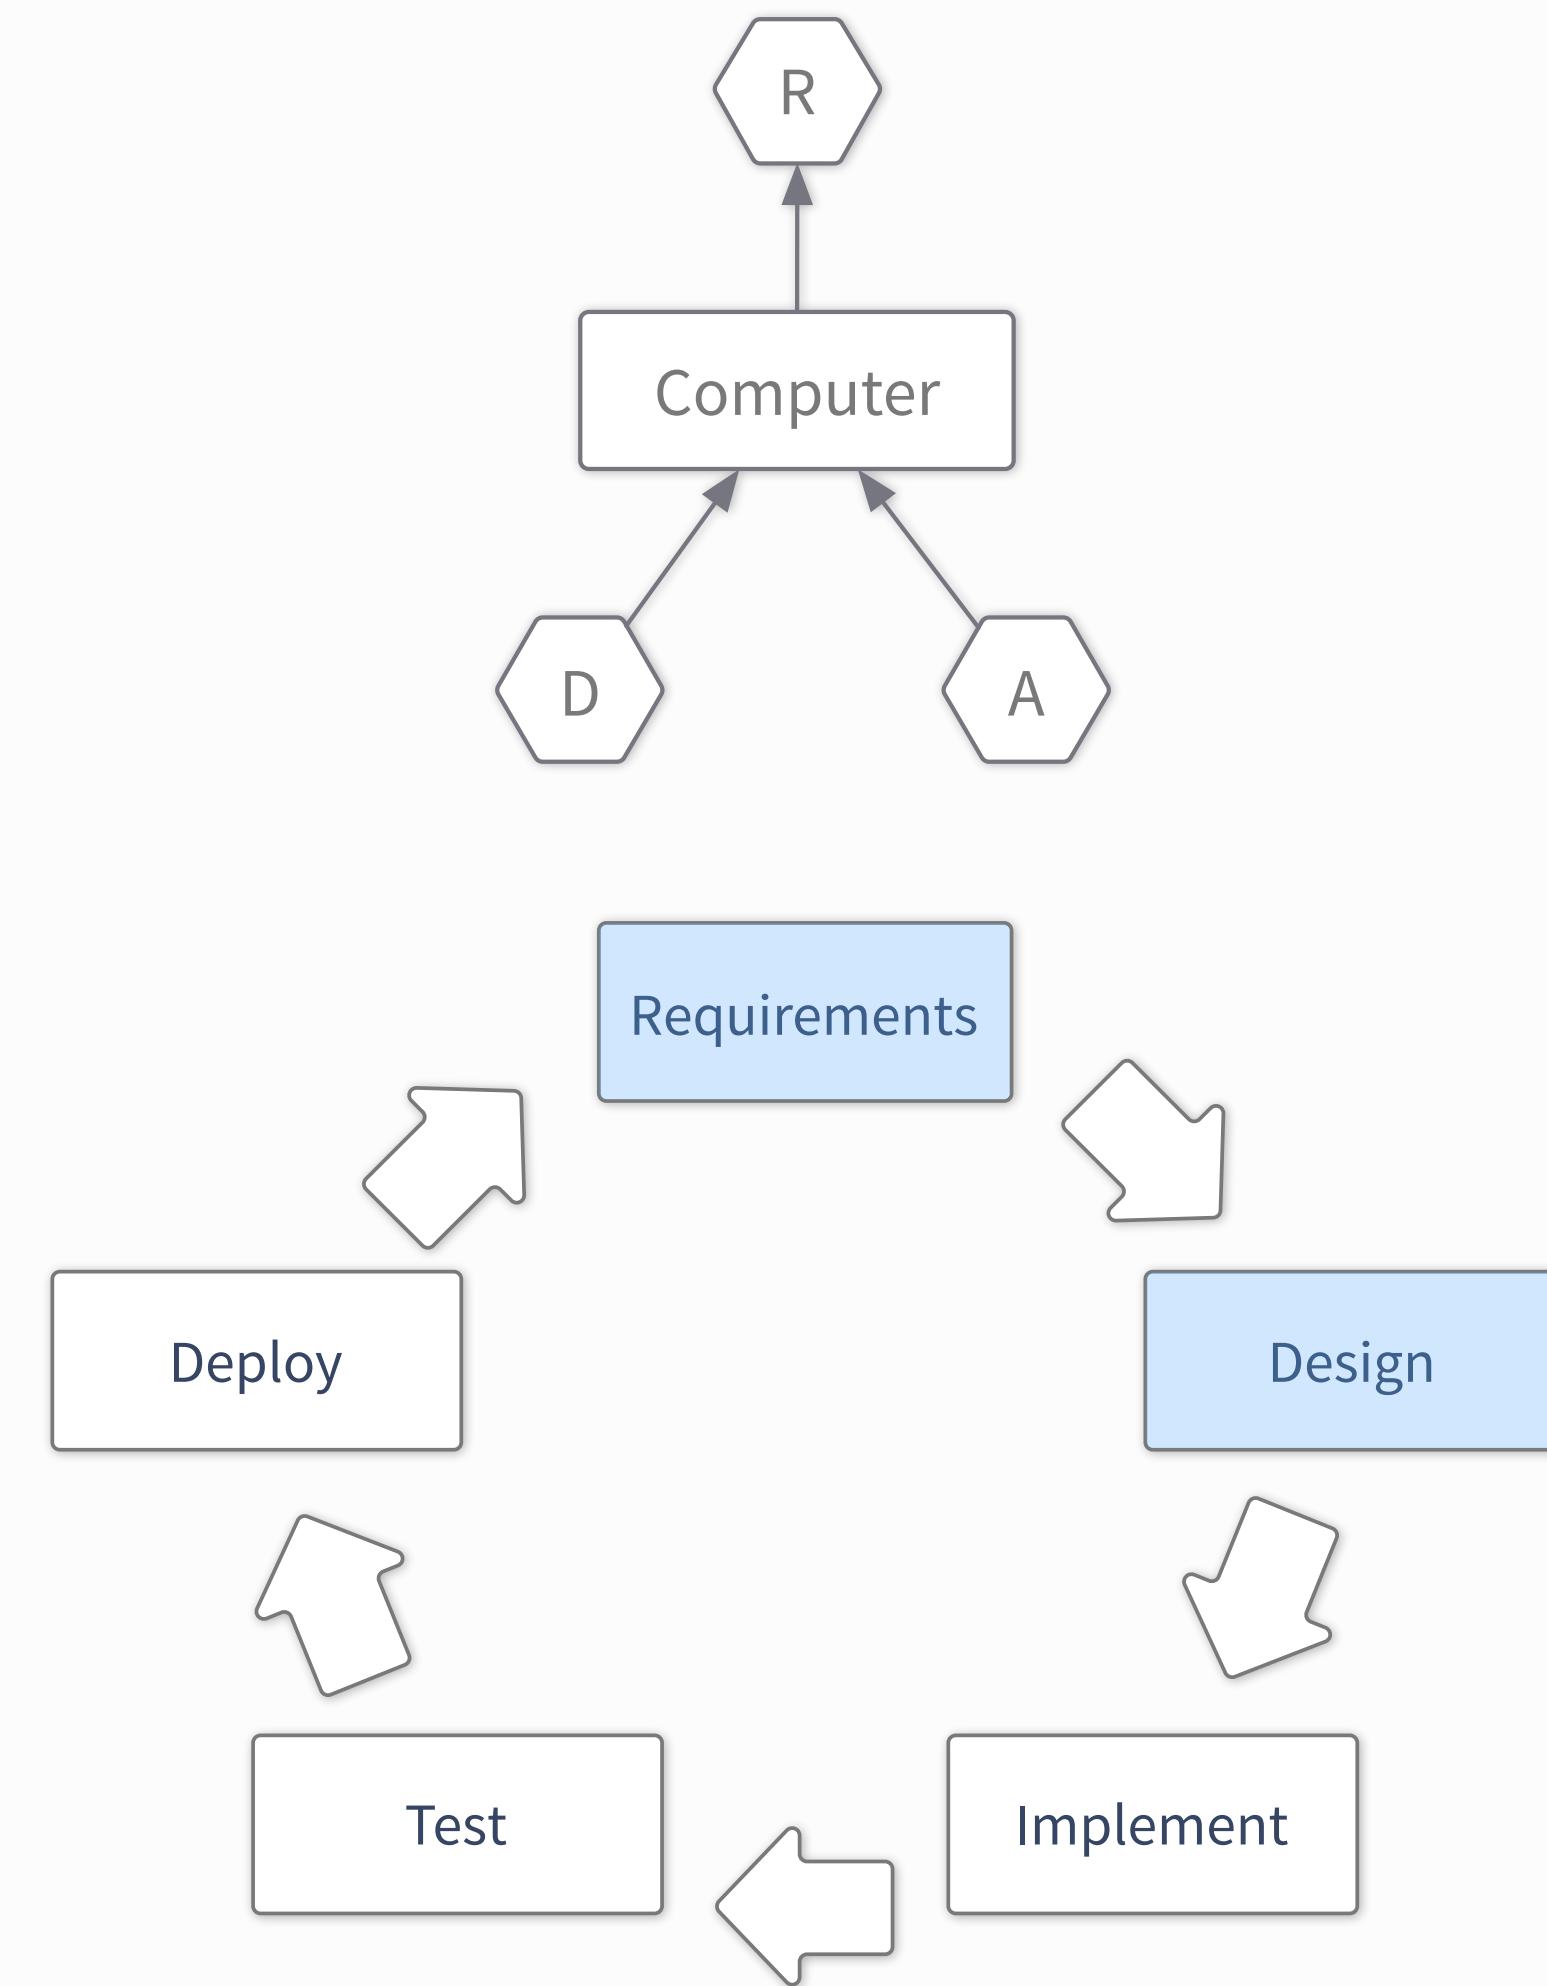 R
Computer
D
A
Requirements
Deploy
Design
Test
Implement